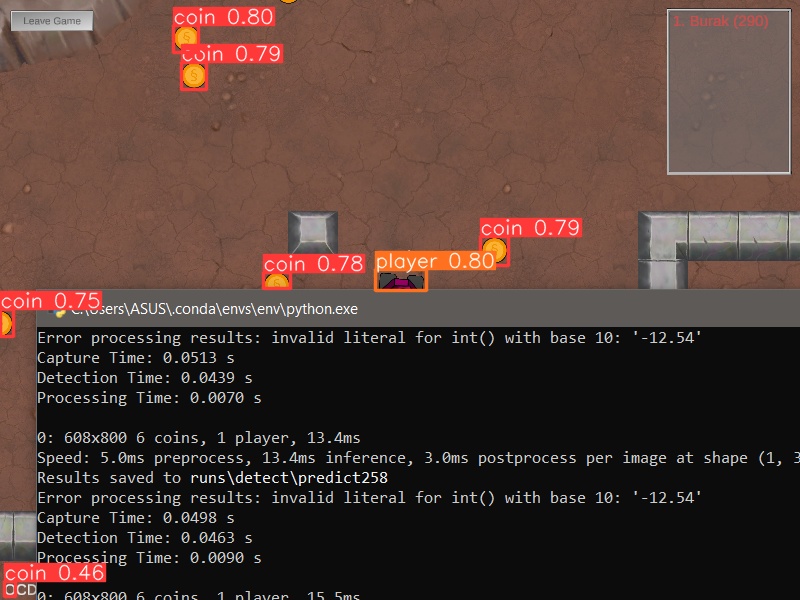 Leave Game
coin 0.80
coin 0.79
1. Burak (290)
coin 0.79
coin 0.78
player 0.80
coin 0.75
C:\Users\ASUS\.conda\envs\env\python.exe
Error processing results: invalid literal for int() with base 10: '-12.54'
Capture Time: 0.0513 s
Detection Time: 0.0439 s
Processing Time: 0.0070 s
0: 608x800 6 coins, 1 player, 13.4ms
Speed: 5.0ms preprocess, 13.4ms inference, 3.0ms postprocess per image at shape (1, 3
Results saved to runs\detect\predict258
Error processing results: invalid literal for int() with base 10: '-12.54'
Capture Time: 0.0498 s
Detection Time: 0.0463 s
Processing Time: 0.0090 s
coin 0.46
OCD
0: 608x800 6 coins, 1 player, 15.5ms